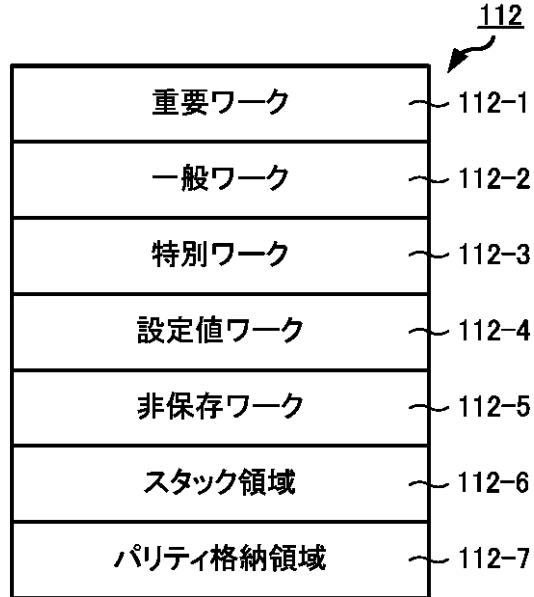 112
重要ワーク 112-1
一般ワーク 112-2
特別ワーク 112-3
設定値ワーク 112-4
非保存ワーク 112-5
スタック領域 112-6
パリティ格納領域 112-7